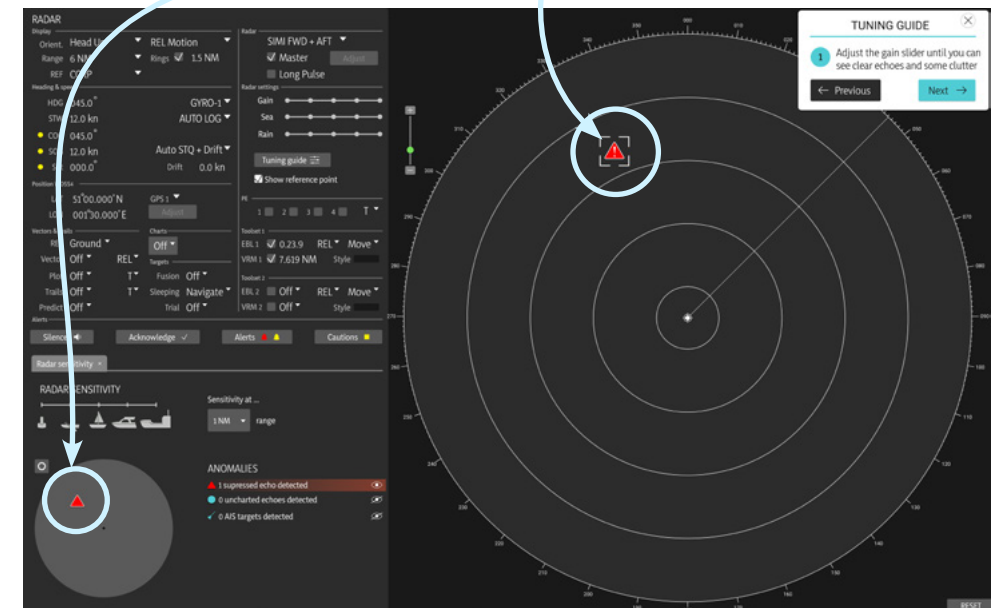 RADAR
Display
Orient. Head U
REL Motion
Range 6 NM
Rings 1.5 NM
REF
Radar
SIMI FWD + AFT
Master
Adjust
Long Pulse
Heading & spe
HDG 045.0°
GYRO-1
STW 12.0 kn
AUTO LOG
045.0°
12.0 kn
Auto STQ + Drift
000.0°
Drift 0.0 kn
Radar settings
Gain
Sea
Rain
Tuning guide
Show reference point
51°00.000'N
GPS 1
001°30.000'E
Adjust
PE
1 2 3 4 T
Vectors &
Ground
Vector Off REL
Off T
Trails Off T
Predict Off
Charts
Off
Targets
Fusion Off
Sleeping Navigate
Trial Off
Toolset 1
EBL 1 0.23.9 REL Move
VRM 1 7.619 NM Style
Toolset 2
EBL 2 Off REL Move
VRM 2 Off Style
Alerts
Silence
Acknowledge
Alerts
Cautions
Radar sensitivity ×
RADAR SENSITIVITY
Sensitivity at ...
1 NM range
ANOMALIES
1 supressed echo detected
0 uncharted echoes detected
0 AIS targets detected
TUNING GUIDE
1 Adjust the gain slider until you can
see clear echoes and some clutter
← Previous
Next →
RESET